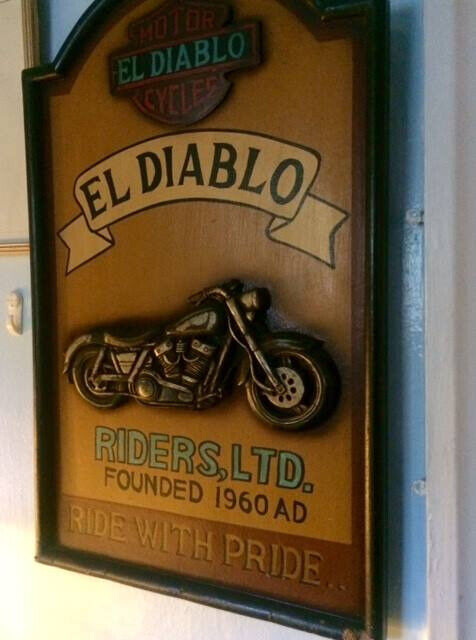 MOTOR
EL DIABLO
CYCLES
EL DIABLO
RIDERS, LTD.
FOUNDED 1960 AD
RIDE WITH PRIDE..